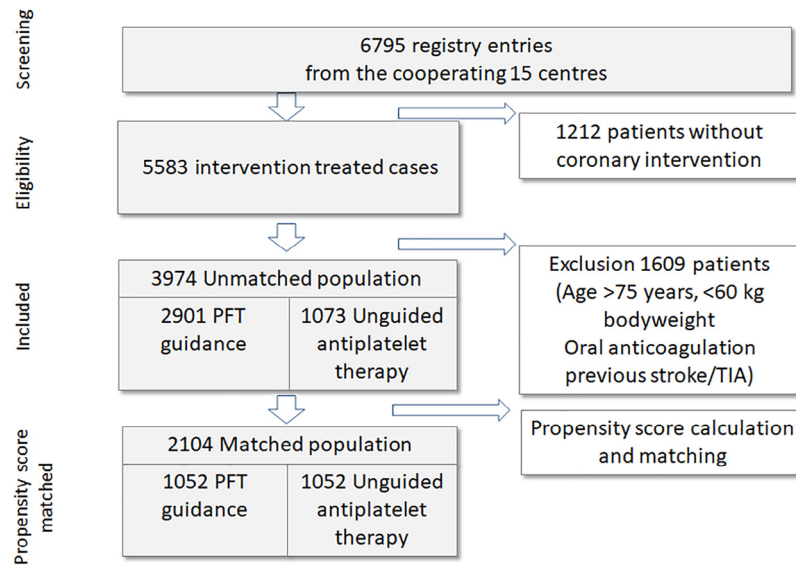 Screening
6795 registry entries
from the cooperating 15 centres
Eligibility
5583 intervention treated cases
1212 patients without
coronary intervention
Included
3974 Unmatched population
2901 PFT
guidance
1073 Unguided
antiplatelet
therapy
Exclusion 1609 patients
(Age >75 years, <60 kg
bodyweight
Oral anticoagulation
previous stroke/TIA)
Propensity score
matched
2104 Matched population
1052 PFT
guidance
1052 Unguided
antiplatelet
therapy
Propensity score calculation
and matching